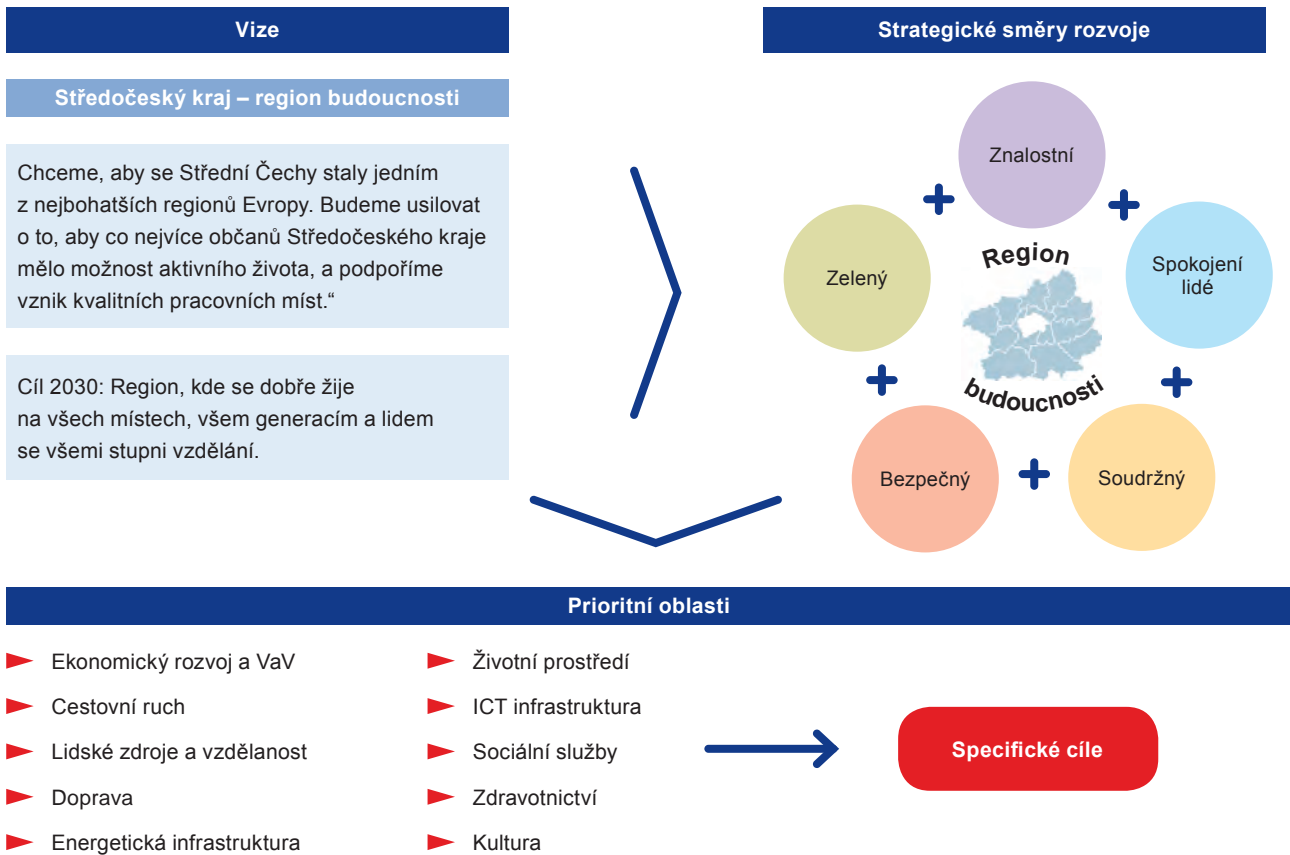 Vize
Středočeský kraj – region budoucnosti
Chceme, aby se Střední Čechy staly jedním
z nejbohatších regionů Evropy. Budeme usilovat
o to, aby co nejvíce občanů Středočeského kraje
mělo možnost aktivního života, a podpoříme
vznik kvalitních pracovních míst.“
Cíl 2030: Region, kde se dobře žije
na všech místech, všem generacím a lidem
se všemi stupni vzdělání.
Strategické směry rozvoje
Znalostní
Zelený
Region
budoucnosti
Spokojení
lidé
Bezpečný
Soudržný
Prioritní oblasti
Ekonomický rozvoj a VaV
Cestovní ruch
Lidské zdroje a vzdělanost
Doprava
Energetická infrastruktura
Životní prostředí
ICT infrastruktura
Sociální služby
Zdravotnictví
Kultura
Specifické cíle